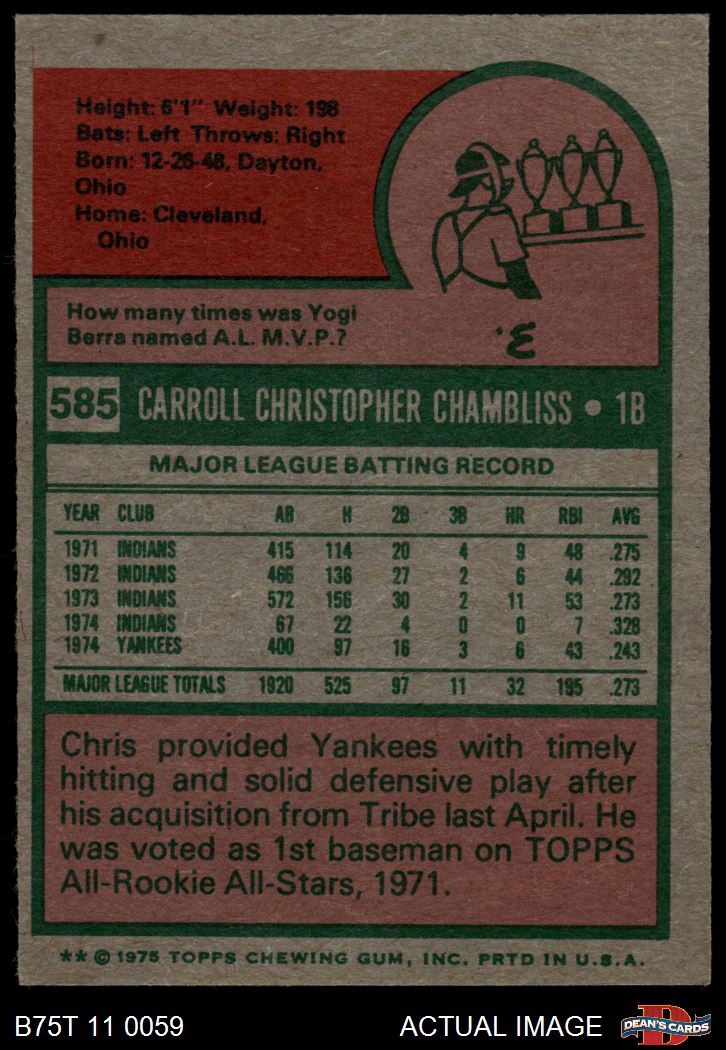 Height: 6'1" Weight: 198
Bats: Left Throws: Right
Born: 12-26-48, Dayton,
Ohio
Home: Cleveland,
Ohio
How many times was Yogi
Berra named A.L. M.V.P.?
3.
585 CARROLL CHRISTOPHER CHAMBLISS • 1B
MAJOR LEAGUE BATTING RECORD
YEAR CLUB AB H 2B 3B HR RBI AVG
1971 INDIANS 415 114 20 4 9 48 .275
1972 INDIANS 466 136 27 2 6 44 .292
1973 INDIANS 572 156 30 2 11 53 .273
1974 INDIANS 67 22 4 0 0 7 .328
1974 YANKEES 400 97 16 3 6 43 .243
MAJOR LEAGUE TOTALS 1920 525 97 11 32 195 .273
Chris provided Yankees with timely
hitting and solid defensive play after
his acquisition from Tribe last April. He
was voted as 1st baseman on TOPPS
All-Rookie All-Stars, 1971.
** © 1975 TOPPS CHEWING GUM, INC. PRTD IN U.S.A.
B75T 11 0059 ACTUAL IMAGE DEAN'S CARDS